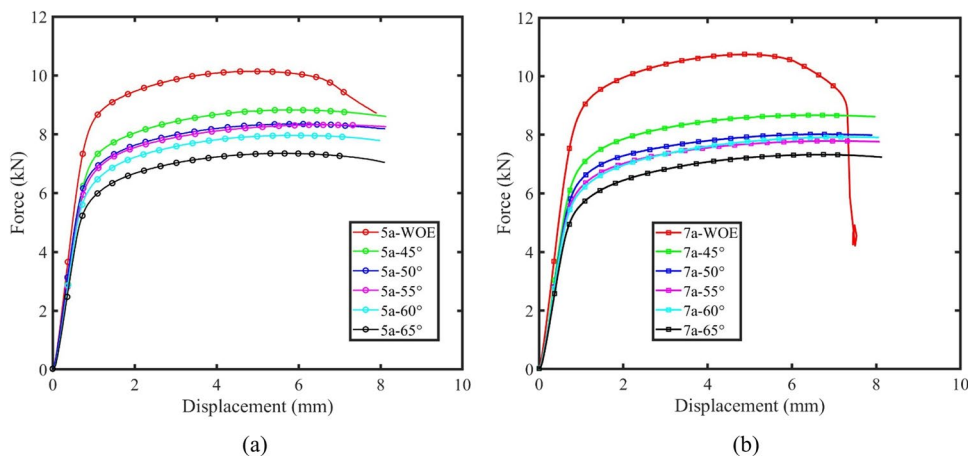 12
10
8
6
4
2
0
Force (kN)
5a-WOE
5a-45°
5a-50°
5a-55°
5a-60°
5a-65°
0 2 4 6 8 10
Displacement (mm)
(a)
12
10
8
6
4
2
0
Force (kN)
7a-WOE
7a-45°
7a-50°
7a-55°
7a-60°
7a-65°
0 2 4 6 8 10
Displacement (mm)
(b)